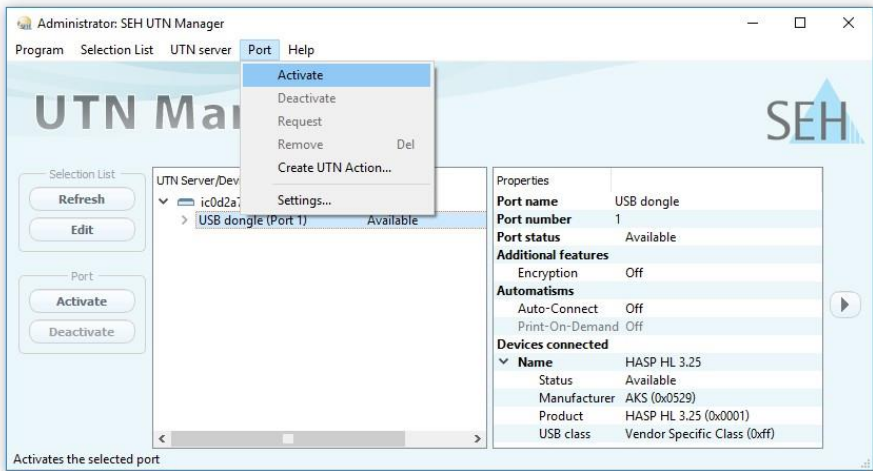 Administrator: SEH UTN Manager
Program Selection List UTN server Port Help
Activate
Deactivate
Request
Remove Del
Create UTN Action...
Settings...
UTN Ma
SEH
Selection List
Refresh
Edit
Port
Activate
Deactivate
UTN Server/Dev
ic0d2a7
USB dongle (Port 1) Available
Properties
Port name USB dongle
Port number 1
Port status Available
Additional features
Encryption Off
Automatisms
Auto-Connect Off
Print-On-Demand Off
Devices connected
Name HASP HL 3.25
Status Available
Manufacturer AKS (0x0529)
Product HASP HL 3.25 (0x0001)
USB class Vendor Specific Class (0xff)
Activates the selected port